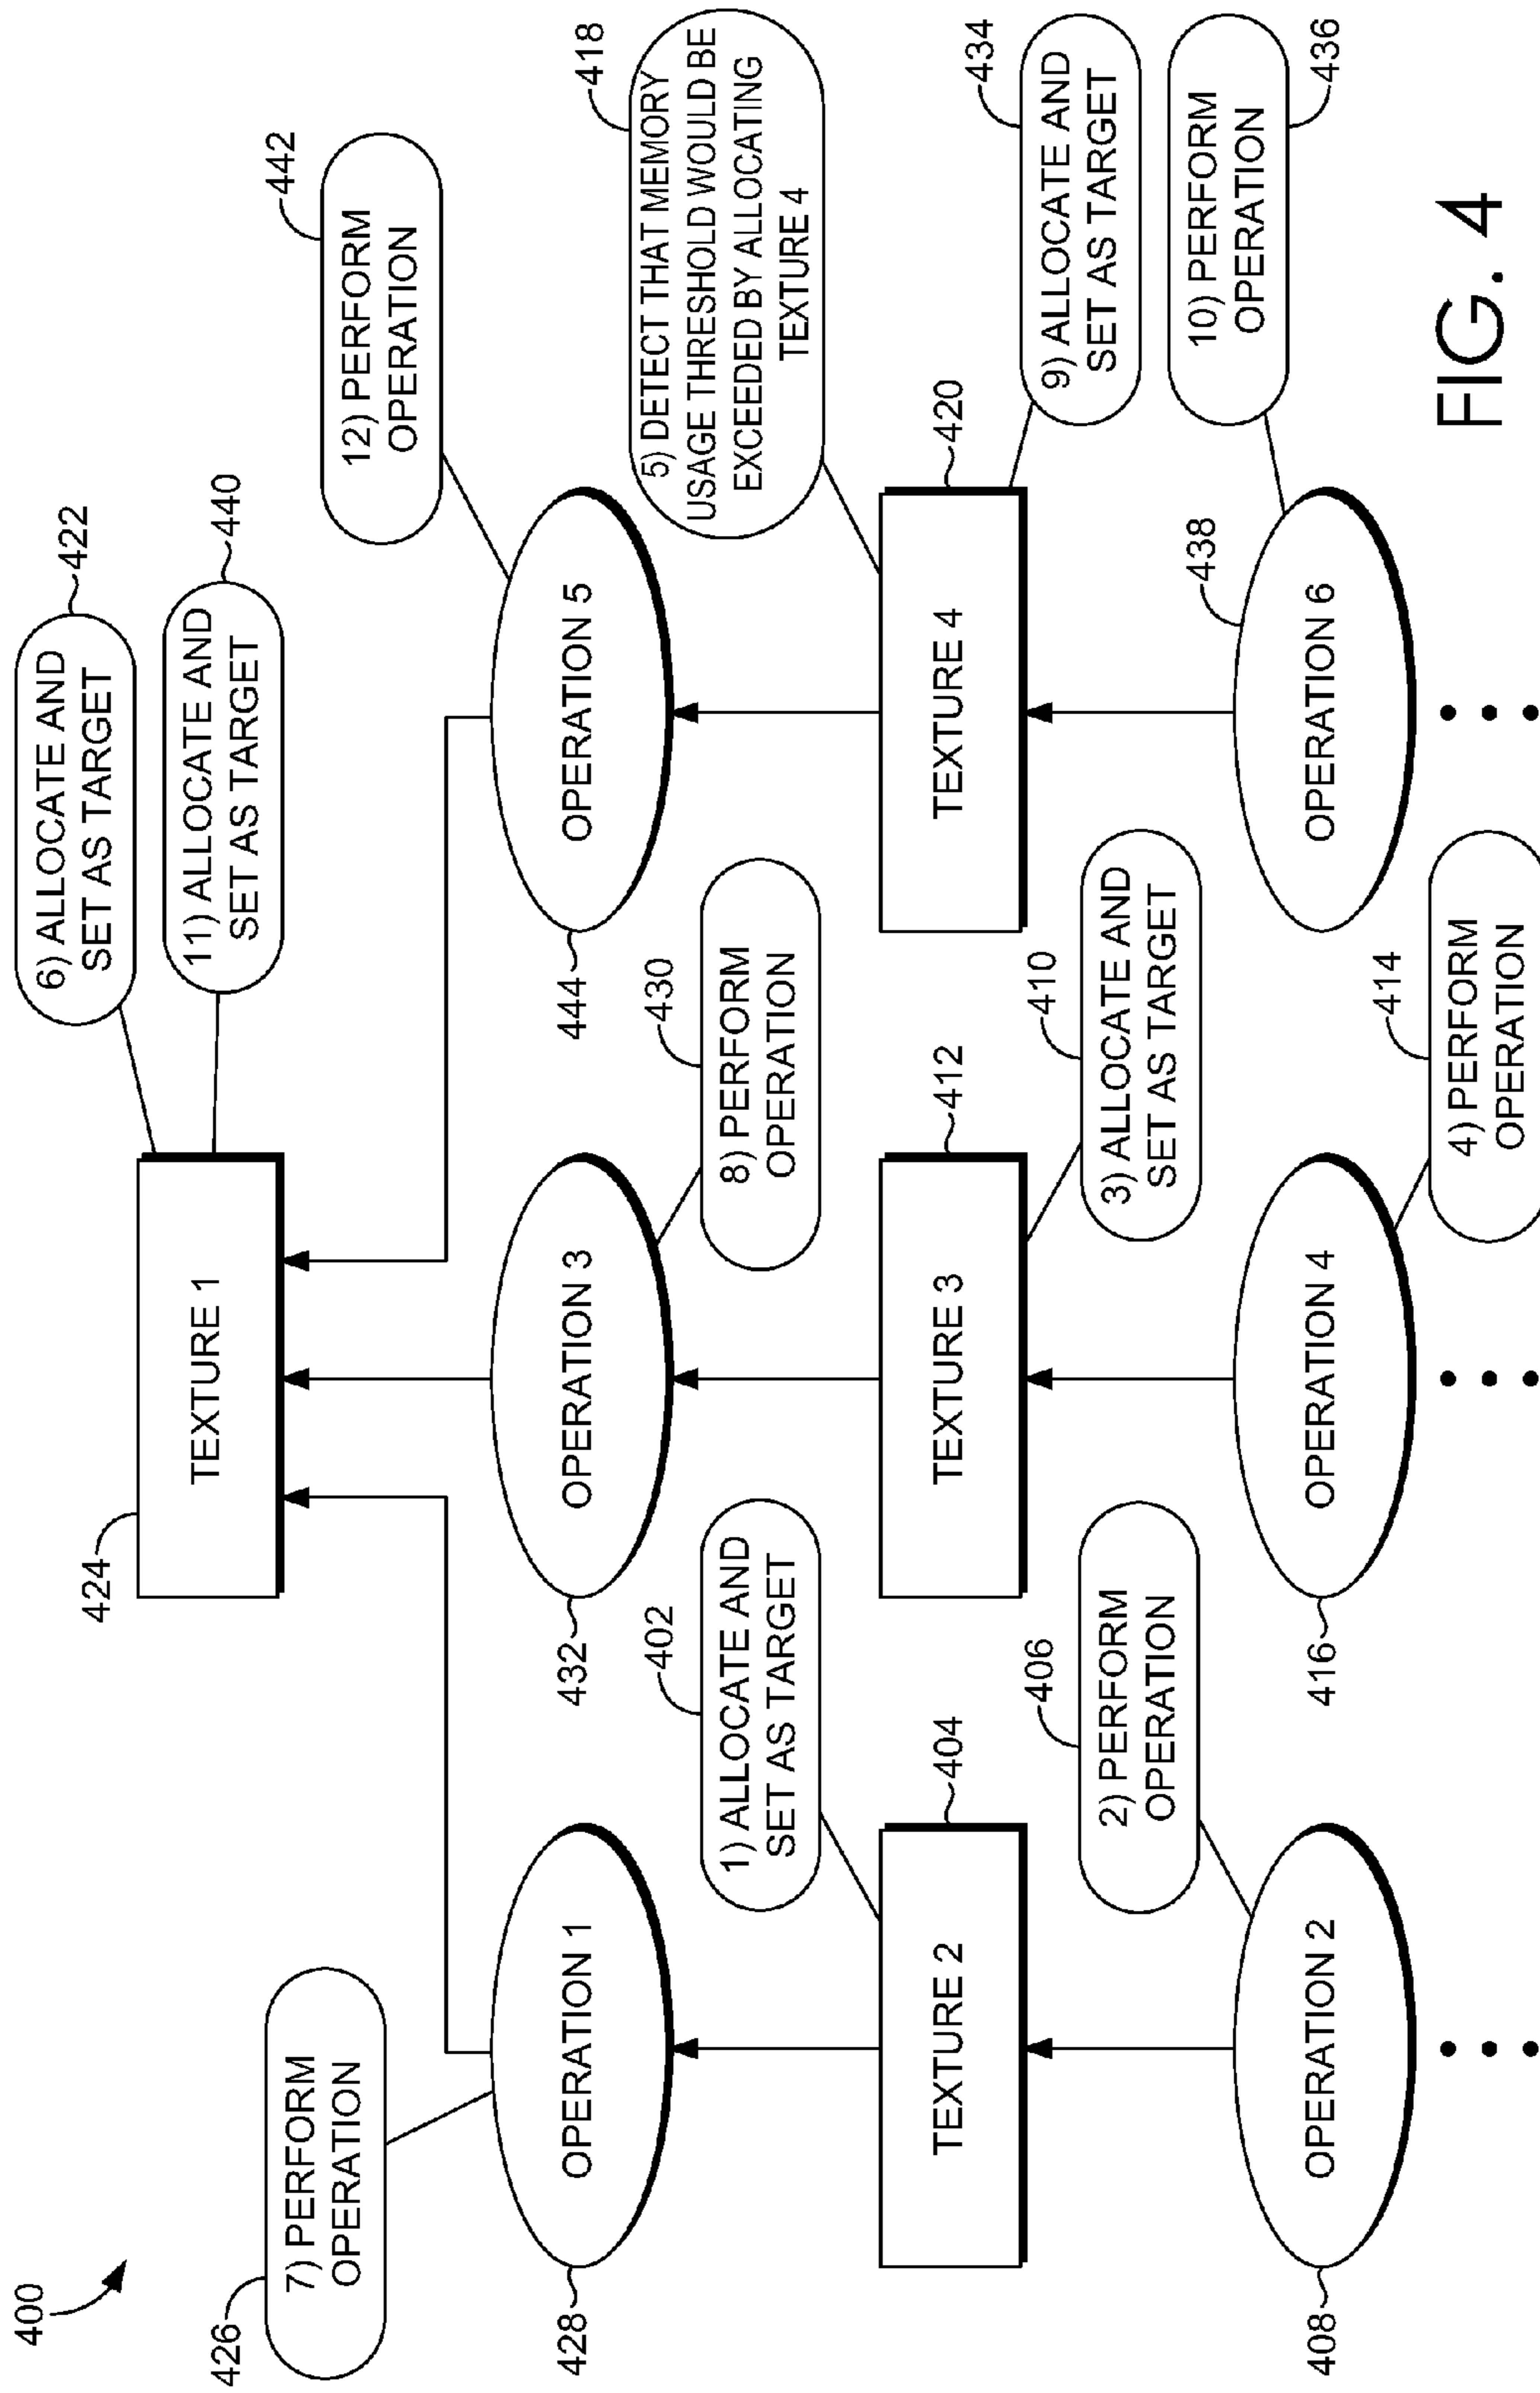 400
6) ALLOCATE AND
SET AS TARGET
422
11) ALLOCATE AND
SET AS TARGET
440
424
TEXTURE 1
426
7) PERFORM
OPERATION
12) PERFORM
OPERATION
442
428
OPERATION 1
432
OPERATION 3
444
OPERATION 5
402
1) ALLOCATE AND
SET AS TARGET
430
8) PERFORM
OPERATION
418
5) DETECT THAT MEMORY
USAGE THRESHOLD WOULD BE
EXCEEDED BY ALLOCATING
TEXTURE 4
404
TEXTURE 2
412
TEXTURE 3
420
TEXTURE 4
406
2) PERFORM
OPERATION
410
3) ALLOCATE AND
SET AS TARGET
434
9) ALLOCATE AND
SET AS TARGET
408
OPERATION 2
416
OPERATION 4
438
OPERATION 6
10) PERFORM
OPERATION
436
414
4) PERFORM
OPERATION
FIG. 4